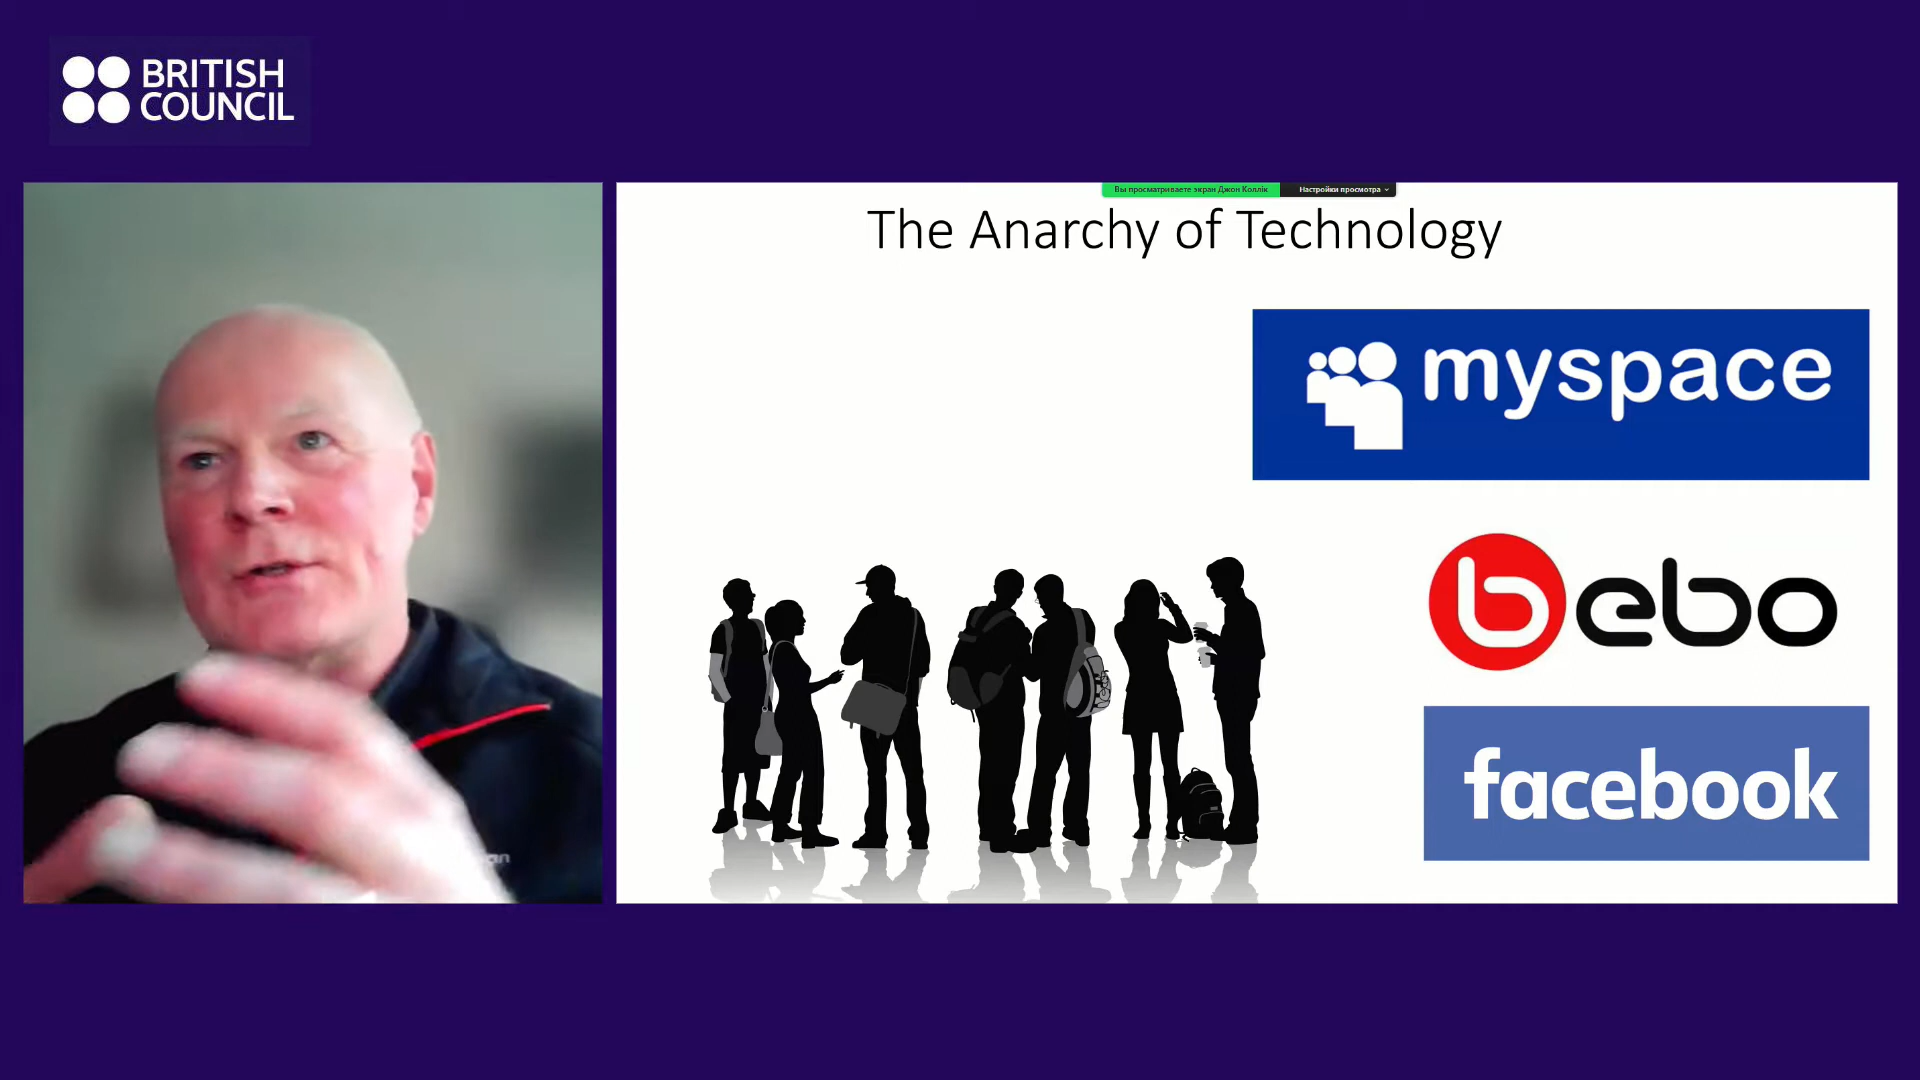 BRITISH
COUNCIL
Вы просматриваете экран Джон Коллік
Настройки просмотра
The Anarchy of Technology
myspace
bebo
facebook